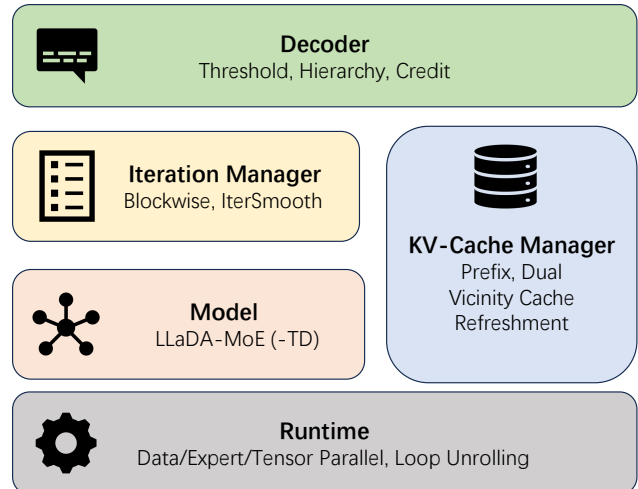 Decoder
Threshold, Hierarchy, Credit
Iteration Manager
Blockwise, IterSmooth
KV-Cache Manager
Prefix, Dual
Vicinity Cache
Refreshment
Model
LLaDA-MoE (-TD)
Runtime
Data/Expert/Tensor Parallel, Loop Unrolling